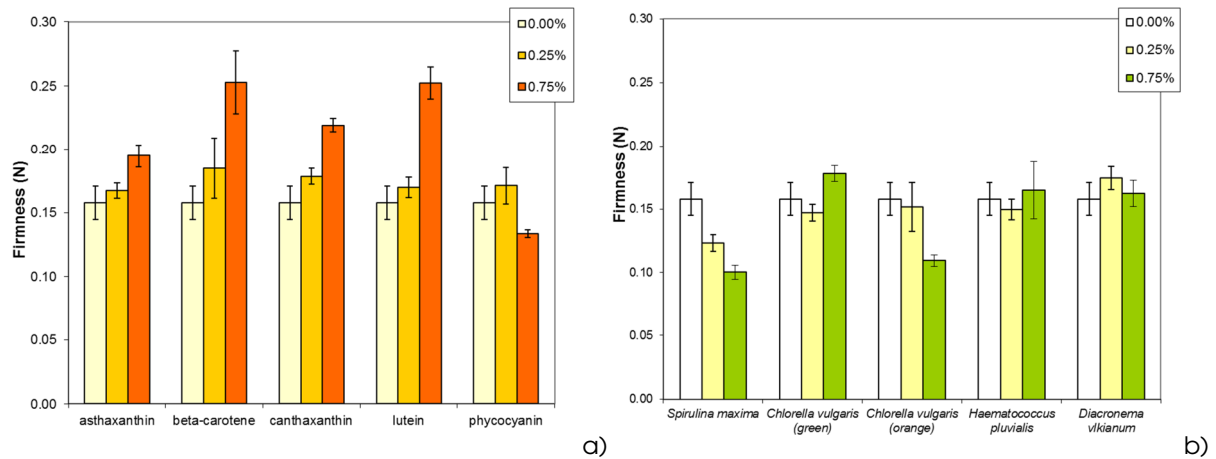 0.30
0.25
0.20
0.15
0.10
0.05
0.00
Firmness (N)
0.00%
0.25%
0.75%
asthaxanthin beta-carotene canthaxanthin lutein phycocyanin
a)
0.30
0.25
0.20
0.15
0.10
0.05
0.00
Firmness (N)
0.00%
0.25%
0.75%
Spirulina maxima Chlorella vulgaris Chlorella vulgaris Haematococcus Diacronema
(green) (orange) pluvialis vlkianum
b)